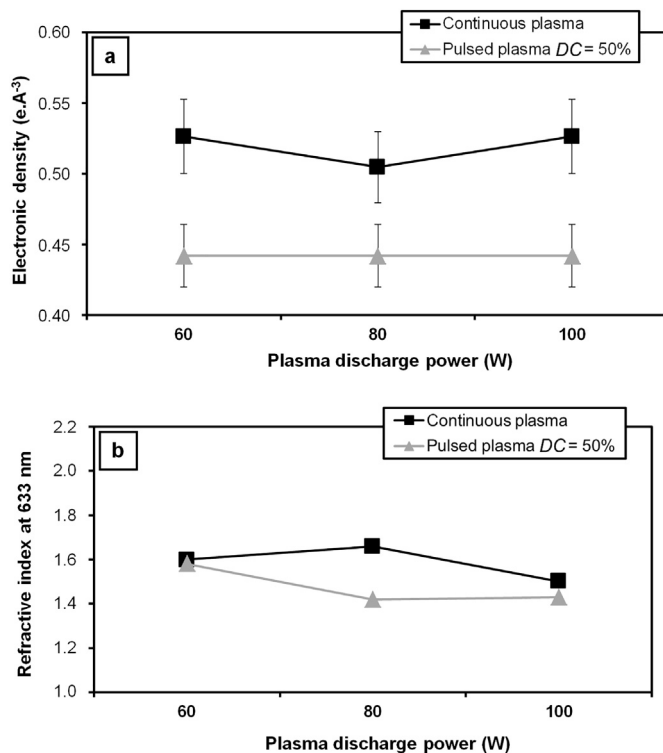 a
Continuous plasma
Pulsed plasma DC = 50%
Electronic density (e.A⁻³)
0.60
0.55
0.50
0.45
0.40
60 80 100
Plasma discharge power (W)
b
Continuous plasma
Pulsed plasma DC = 50%
Refractive index at 633 nm
2.2
2.0
1.8
1.6
1.4
1.2
1.0
60 80 100
Plasma discharge power (W)